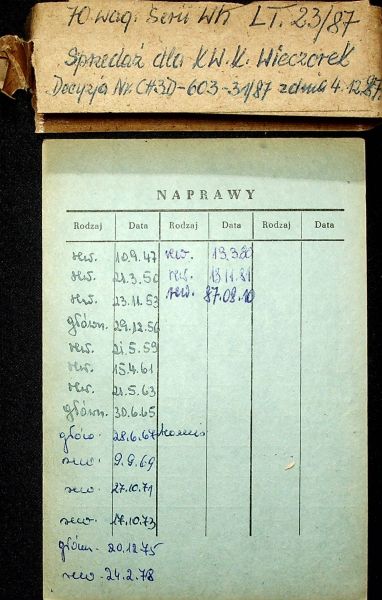 70 wag. Serii Wh LT. 23/87
Sprzedaż dla KW.K. Wieczorek
Decyzja Nr. CH3D-603-31/87 z dnia 4.12.87
NAPRAWY
Rodzaj Data Rodzaj Data Rodzaj Data
rew. 10.9.47 rew. 13.3.80
rew. 21.3.50 rew. 13.11.81
rew. 23.11.53 rew. 87.08.10
główn. 29.12.56
rew. 21.5.59
rew. 15.4.61
rew. 21.5.63
główn. 30.6.65
główn. 28.6.67
rew. 9.9.69
rew. 27.10.71
rew. 17.10.73
główn. 20.12.75
rew. 24.2.78